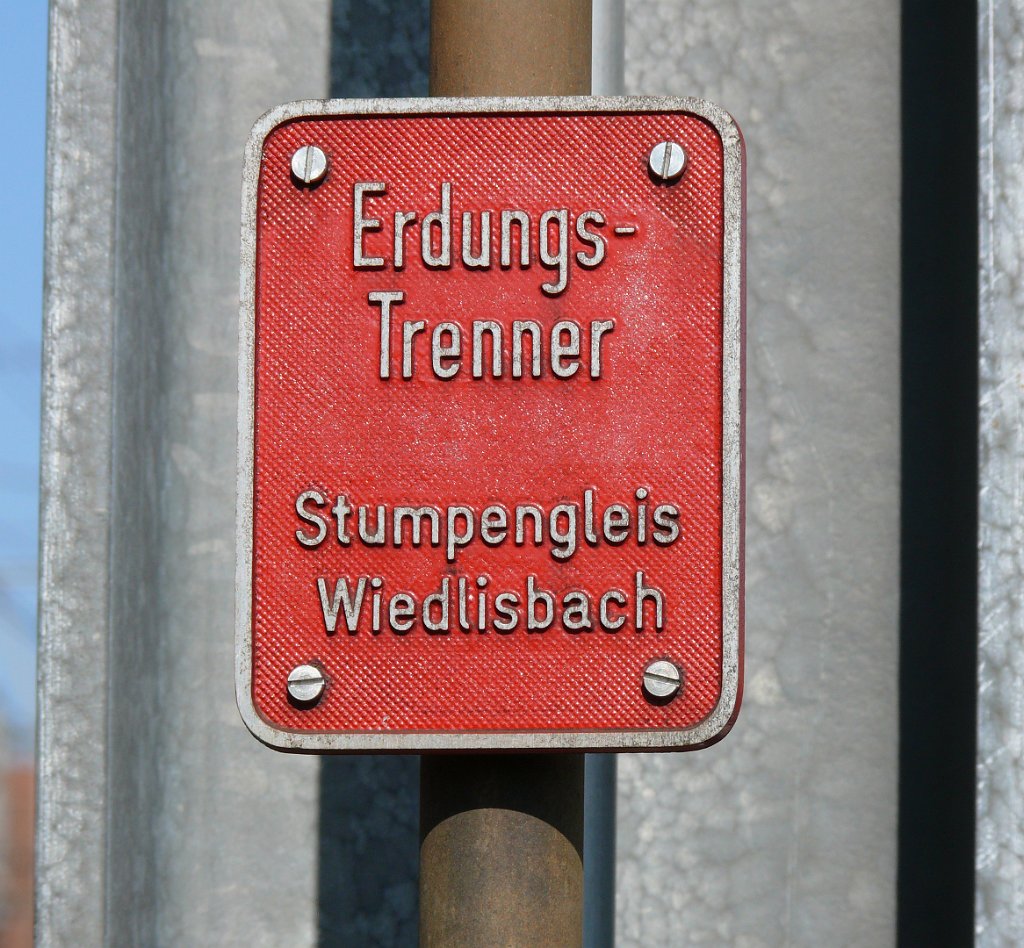 Erdungs-
Trenner
Stumpengleis
Wiedlisbach